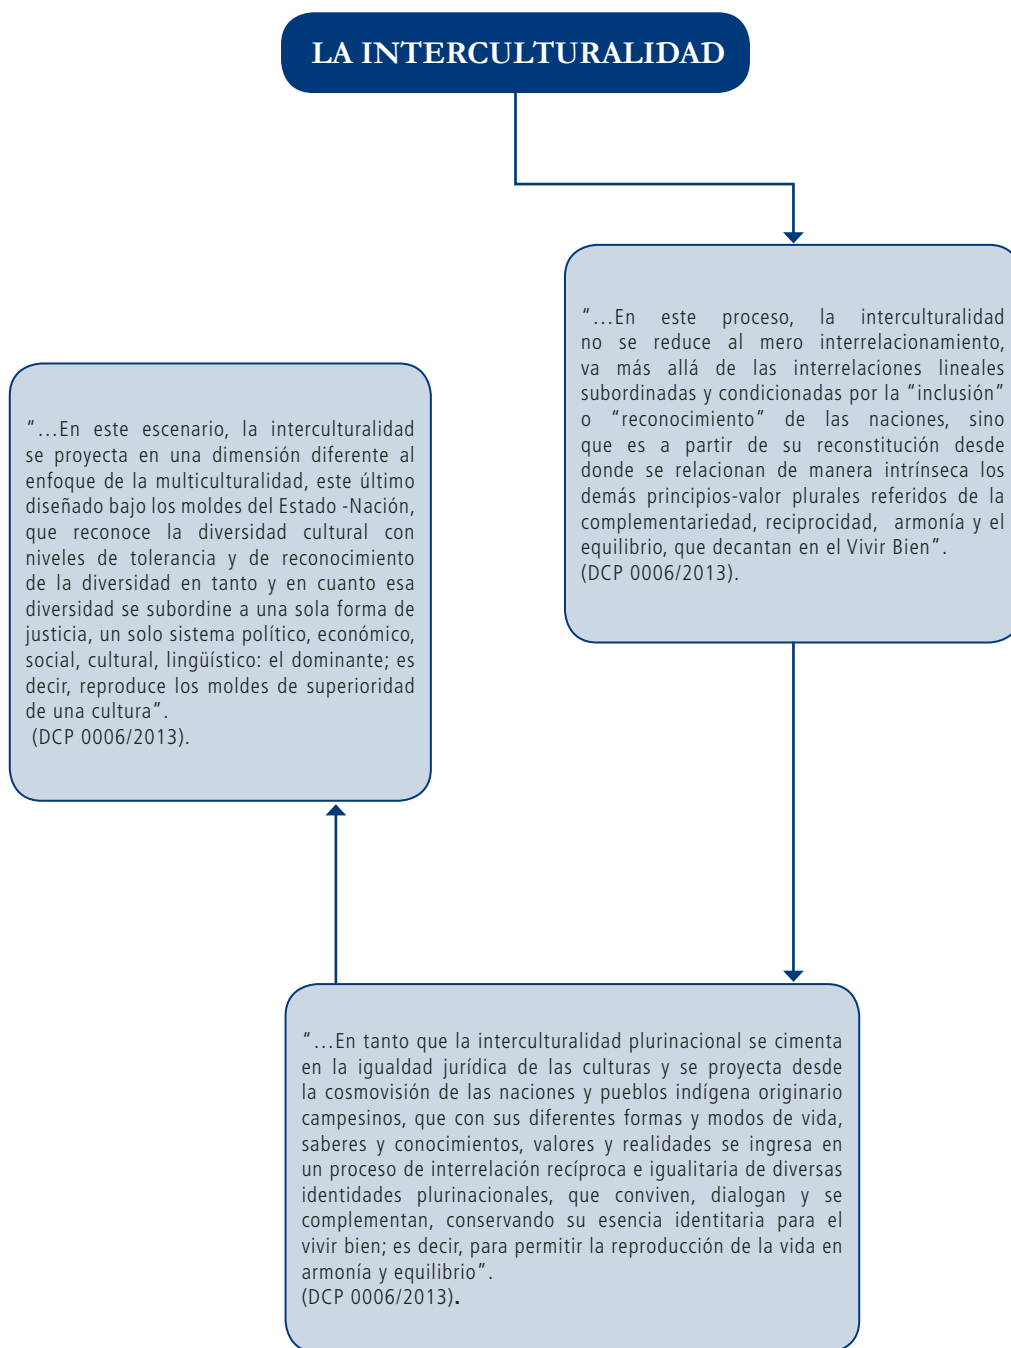 LA INTERCULTURALIDAD
“…En este proceso, la interculturalidad
no se reduce al mero interrelacionamiento,
va más allá de las interrelaciones lineales
subordinadas y condicionadas por la “inclusión”
o “reconocimiento” de las naciones, sino
que es a partir de su reconstitución desde
donde se relacionan de manera intrínseca los
demás principios-valor plurales referidos de la
complementariedad, reciprocidad, armonía y el
equilibrio, que decantan en el Vivir Bien”.
(DCP 0006/2013).
“…En tanto que la interculturalidad plurinacional se cimenta
en la igualdad jurídica de las culturas y se proyecta desde
la cosmovisión de las naciones y pueblos indígena originario
campesinos, que con sus diferentes formas y modos de vida,
saberes y conocimientos, valores y realidades se ingresa en
un proceso de interrelación recíproca e igualitaria de diversas
identidades plurinacionales, que conviven, dialogan y se
complementan, conservando su esencia identitaria para el
vivir bien; es decir, para permitir la reproducción de la vida en
armonía y equilibrio”.
(DCP 0006/2013).
“…En este escenario, la interculturalidad
se proyecta en una dimensión diferente al
enfoque de la multiculturalidad, este último
diseñado bajo los moldes del Estado -Nación,
que reconoce la diversidad cultural con
niveles de tolerancia y de reconocimiento
de la diversidad en tanto y en cuanto esa
diversidad se subordine a una sola forma de
justicia, un solo sistema político, económico,
social, cultural, lingüístico: el dominante; es
decir, reproduce los moldes de superioridad
de una cultura”.
(DCP 0006/2013).